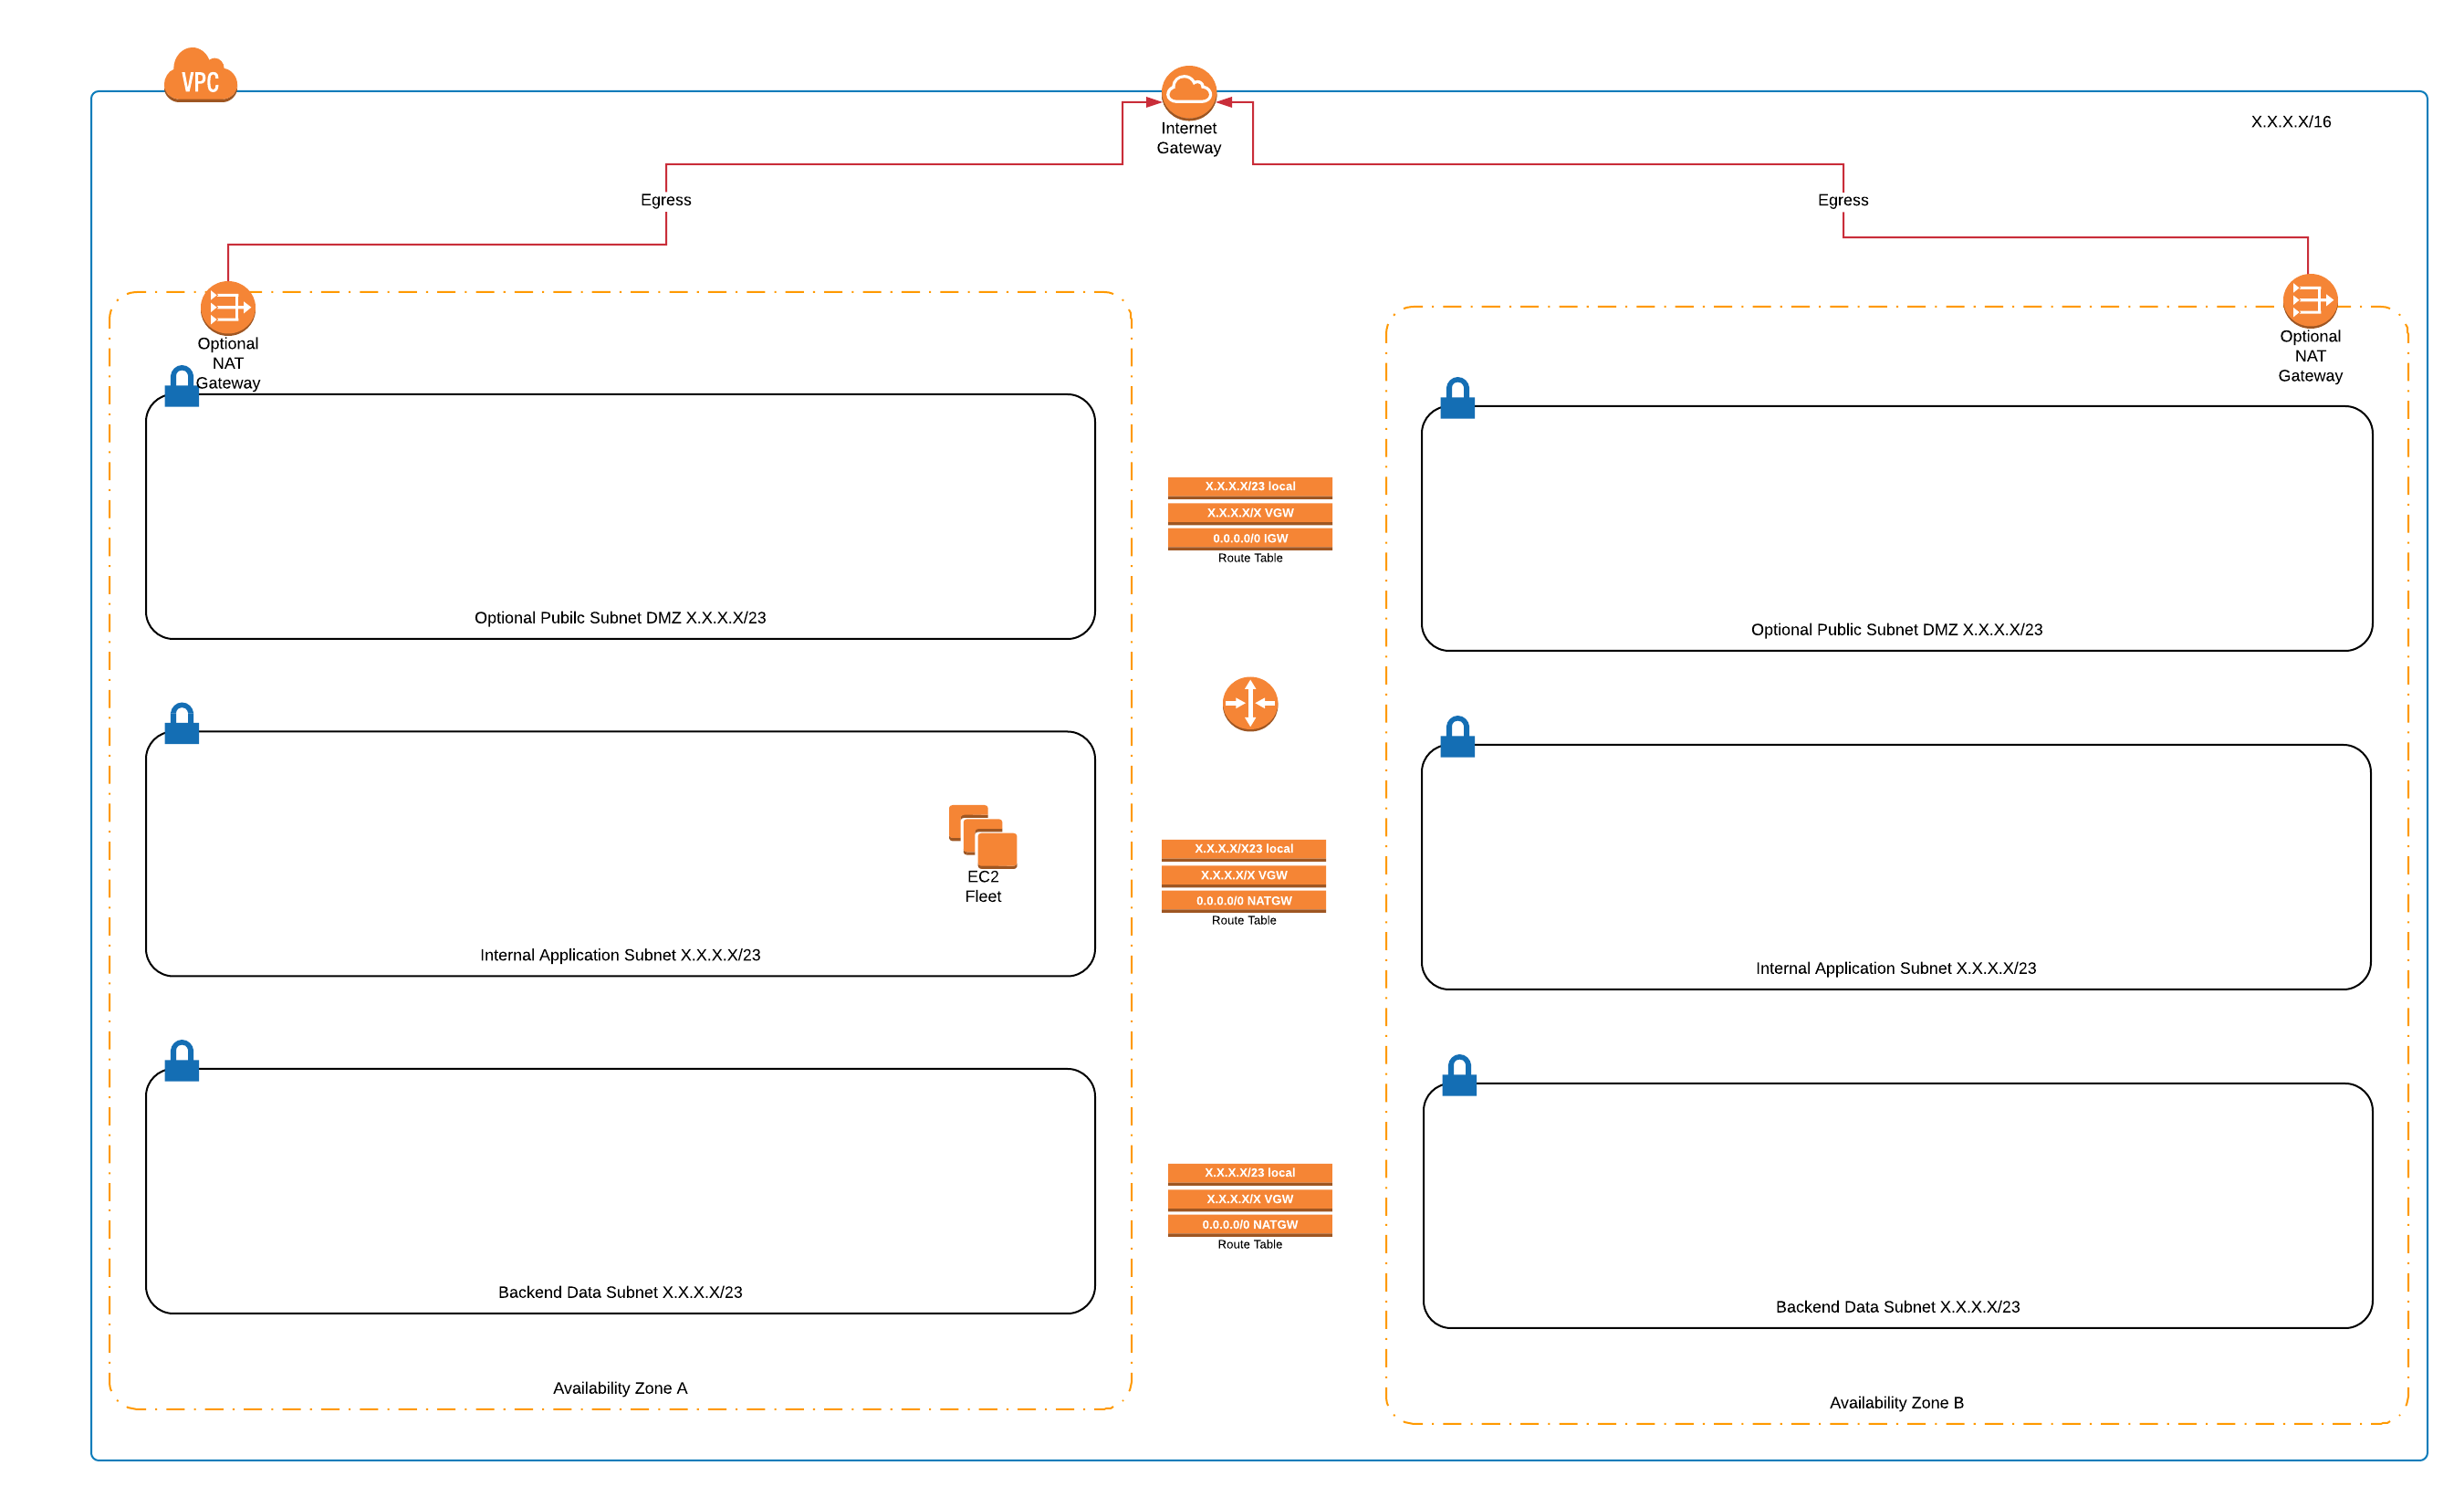 VPC
Internet
Gateway
X.X.X.X/16
Egress
Egress
Optional
NAT
Gateway
Optional
NAT
Gateway
X.X.X.X/23 local
X.X.X.X/X VGW
0.0.0.0/0 IGW
Route Table
Optional Pubilc Subnet DMZ X.X.X.X/23
Optional Public Subnet DMZ X.X.X.X/23
EC2
Fleet
X.X.X.X/X23 local
X.X.X.X/X VGW
0.0.0.0/0 NATGW
Route Table
Internal Application Subnet X.X.X.X/23
Internal Application Subnet X.X.X.X/23
X.X.X.X/23 local
X.X.X.X/X VGW
0.0.0.0/0 NATGW
Route Table
Backend Data Subnet X.X.X.X/23
Backend Data Subnet X.X.X.X/23
Availability Zone A
Availability Zone B